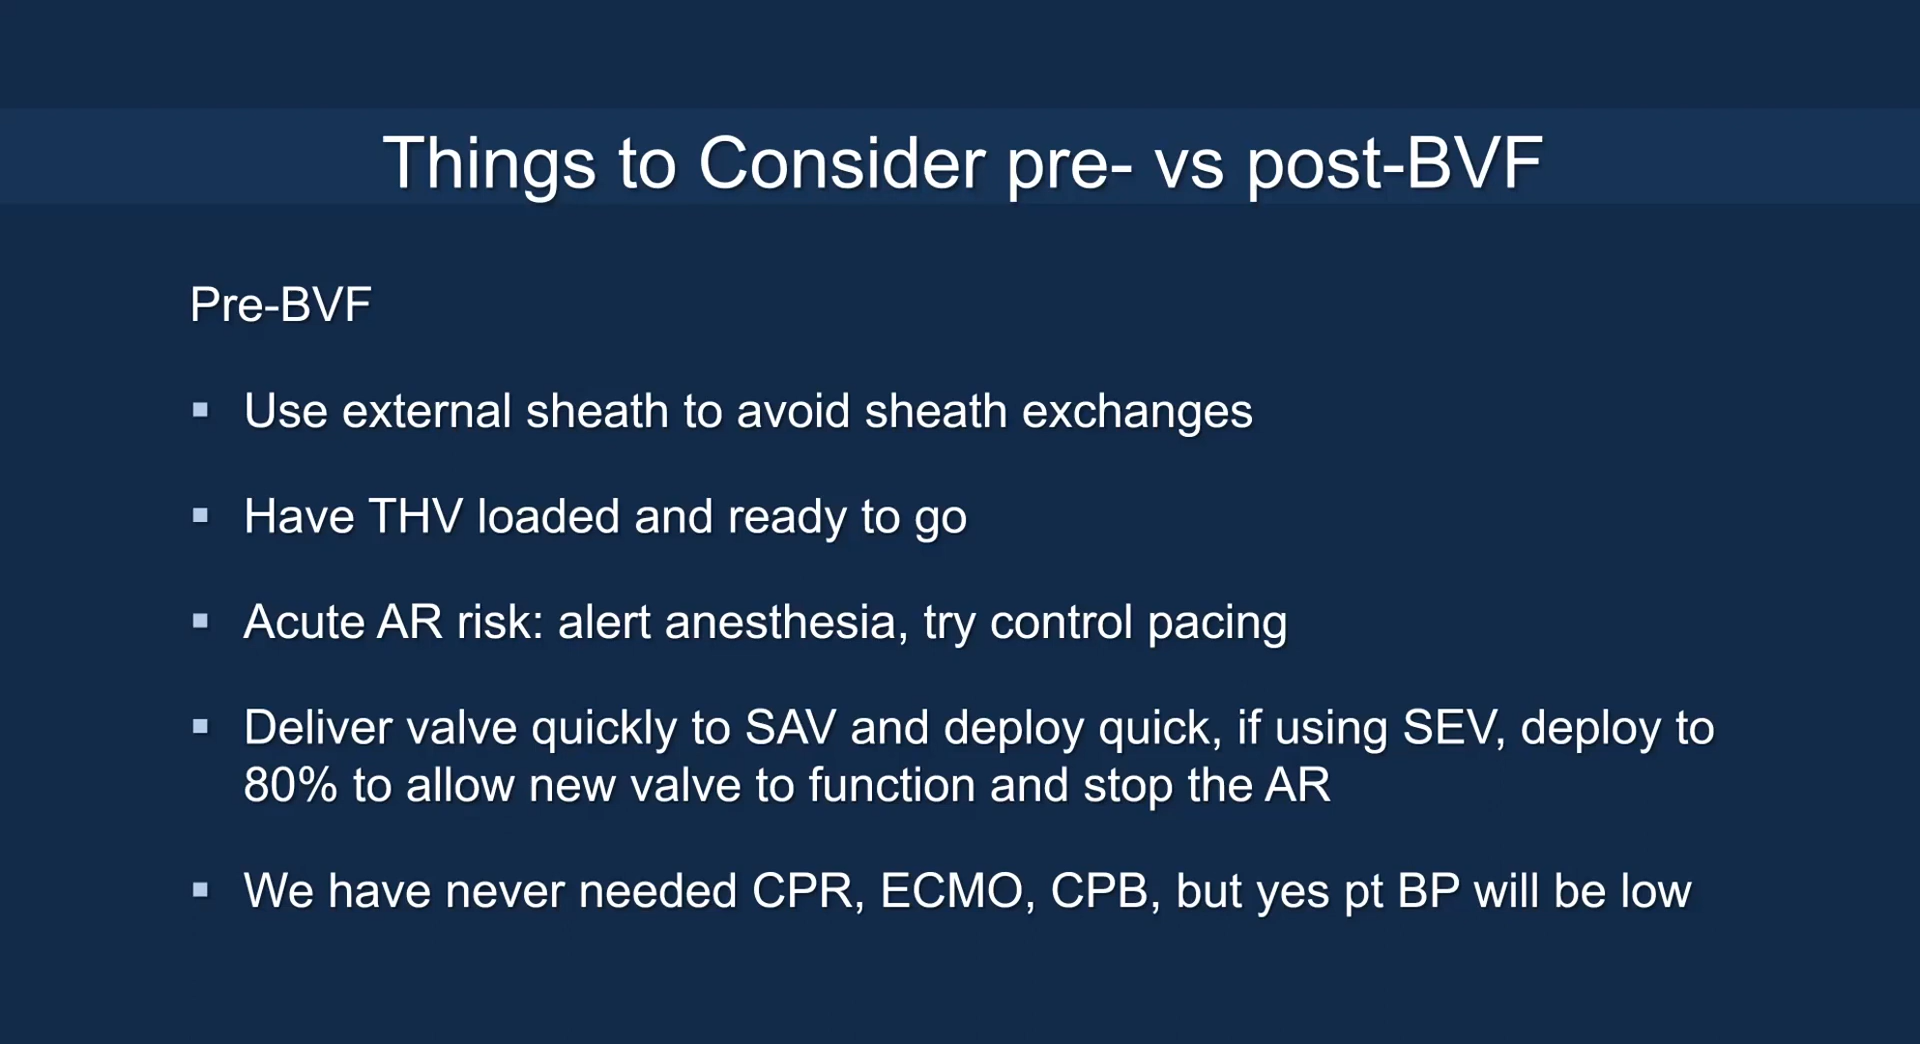 Things to Consider pre- vs post-BVF
Pre-BVF
▪ Use external sheath to avoid sheath exchanges
▪ Have THV loaded and ready to go
▪ Acute AR risk: alert anesthesia, try control pacing
▪ Deliver valve quickly to SAV and deploy quick, if using SEV, deploy to
80% to allow new valve to function and stop the AR
▪ We have never needed CPR, ECMO, CPB, but yes pt BP will be low